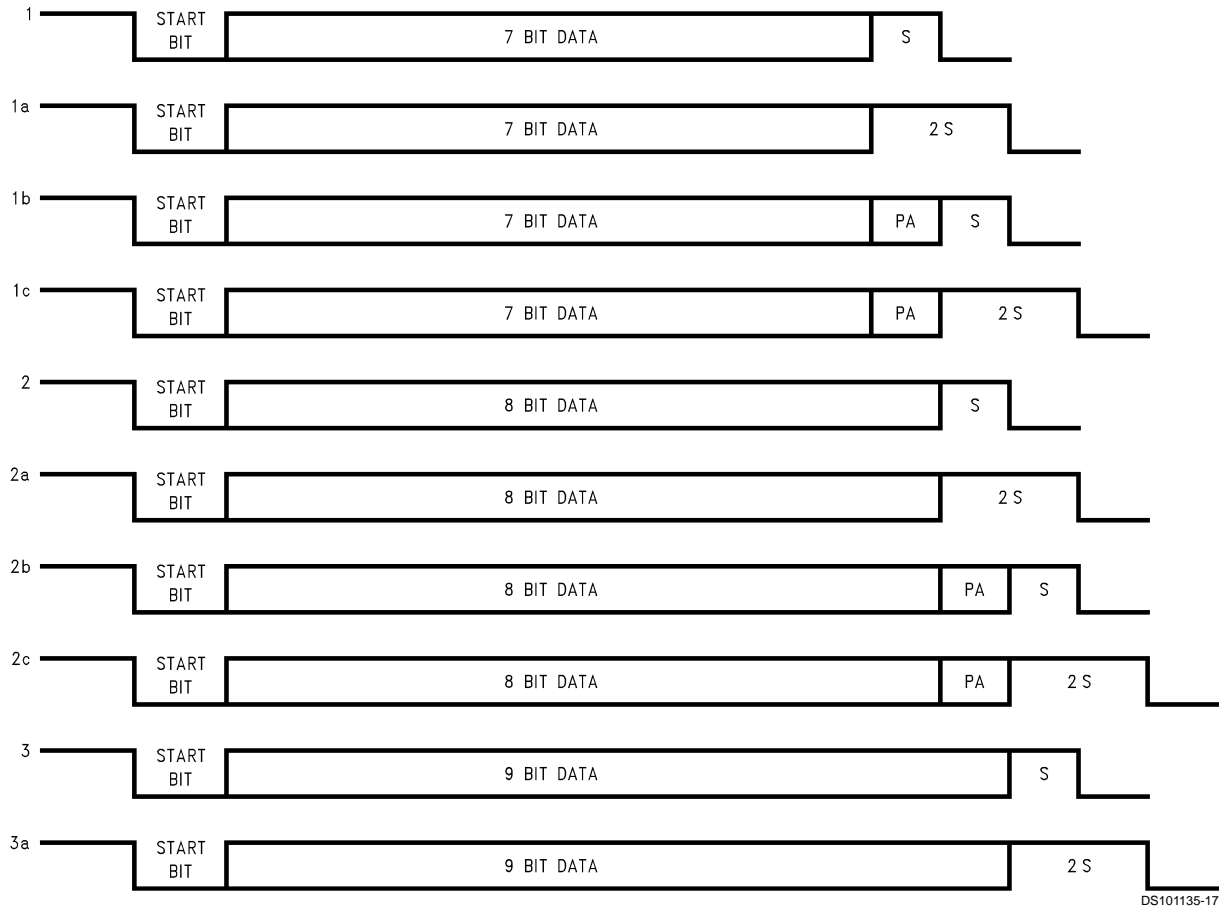 1 START BIT 7 BIT DATA S
1a START BIT 7 BIT DATA 2 S
1b START BIT 7 BIT DATA PA S
1c START BIT 7 BIT DATA PA 2 S
2 START BIT 8 BIT DATA S
2a START BIT 8 BIT DATA 2 S
2b START BIT 8 BIT DATA PA S
2c START BIT 8 BIT DATA PA 2 S
3 START BIT 9 BIT DATA S
3a START BIT 9 BIT DATA 2 S
DS101135-17